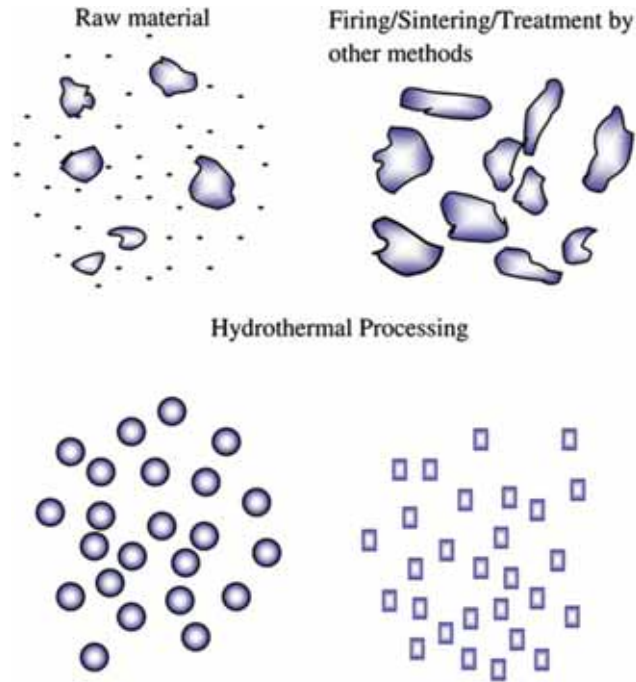 Raw material
Firing/Sintering/Treatment by
other methods
Hydrothermal Processing